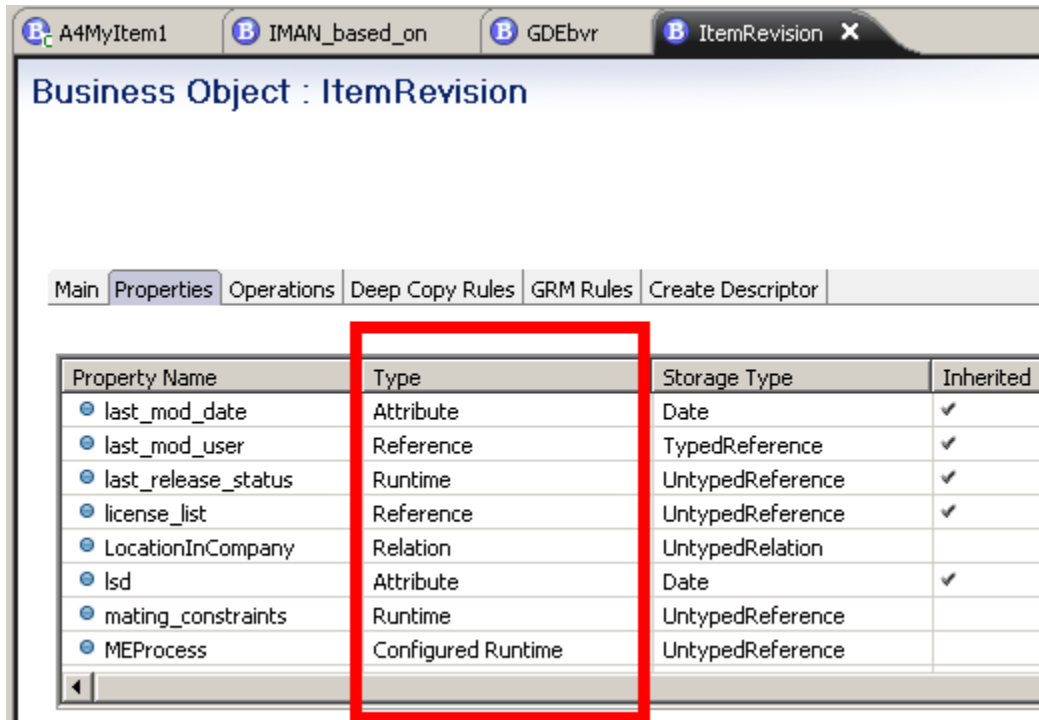 A4MyItem1 IMAN_based_on GDEbvr ItemRevision
Business Object : ItemRevision
Main Properties Operations Deep Copy Rules GRM Rules Create Descriptor
Property Name Type Storage Type Inherited
last_mod_date Attribute Date ✓
last_mod_user Reference TypedReference ✓
last_release_status Runtime UntypedReference ✓
license_list Reference UntypedReference ✓
LocationInCompany Relation UntypedRelation
lsd Attribute Date ✓
mating_constraints Runtime UntypedReference
MEProcess Configured Runtime UntypedReference